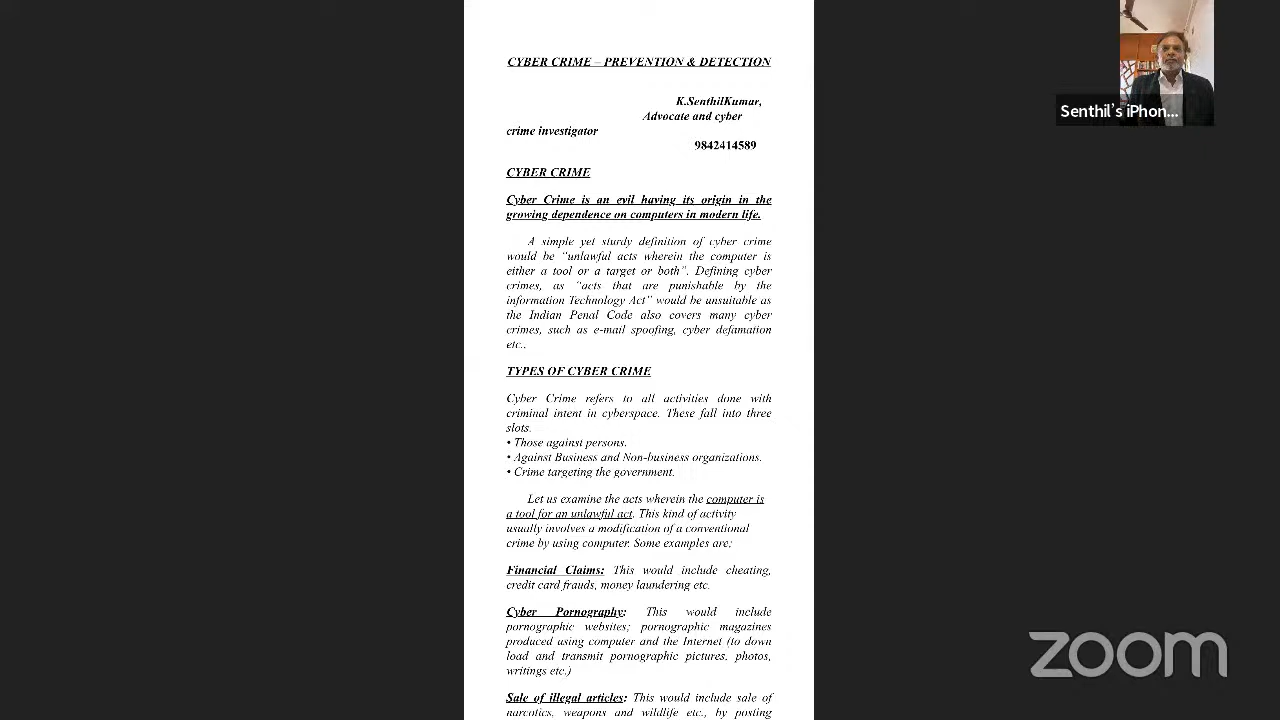 CYBER CRIME – PREVENTION & DETECTION
K.SenthilKumar,
Advocate and cyber
crime investigator
9842414589
CYBER CRIME
Cyber Crime is an evil having its origin in the
growing dependence on computers in modern life.
A simple yet sturdy definition of cyber crime
would be “unlawful acts wherein the computer is
either a tool or a target or both”. Defining cyber
crimes, as “acts that are punishable by the
information Technology Act” would be unsuitable as
the Indian Penal Code also covers many cyber
crimes, such as e-mail spoofing, cyber defamation
etc..
TYPES OF CYBER CRIME
Cyber Crime refers to all activities done with
criminal intent in cyberspace. These fall into three
slots.
• Those against persons.
• Against Business and Non-business organizations.
• Crime targeting the government.
Let us examine the acts wherein the computer is
a tool for an unlawful act. This kind of activity
usually involves a modification of a conventional
crime by using computer. Some examples are;
Financial Claims: This would include cheating,
credit card frauds, money laundering etc.
Cyber Pornography: This would include
pornographic websites; pornographic magazines
produced using computer and the Internet (to down
load and transmit pornographic pictures, photos,
writings etc.)
Sale of illegal articles: This would include sale of
narcotics, weapons and wildlife etc., by posting
Senthil's iPhon...
zoom